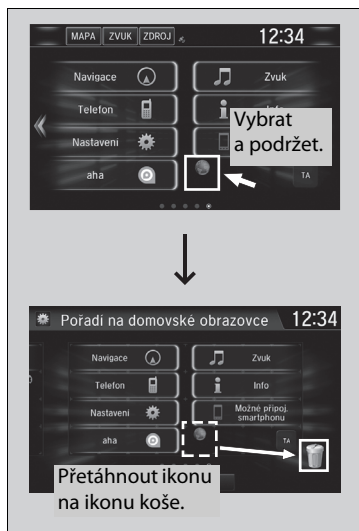 MAPA ZVUK ZDROJ 12:34
Navigace Zvuk
Telefon
Vybrat
a podržet.
Nastavení
aha TA
Pořadí na domovské obrazovce 12:34
Navigace Zvuk
Telefon Info
Nastavení Možné připoj.
smartphonu
aha TA
Přetáhnout ikonu
na ikonu koše.